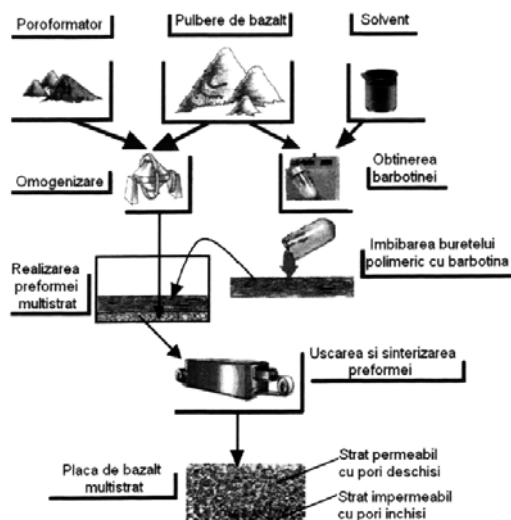 Poroformator
Pulbere de bazalt
Solvent
Omogenizare
Obtinerea
barbotinei
Imbibarea buretelui
polimeric cu barbotina
Realizarea
preformei
multistrat
Uscarea si sinterizarea
preformei
Placa de bazalt
multistrat
Strat permeabil
cu pori deschisi
Strat impermeabil
cu pori inchisi